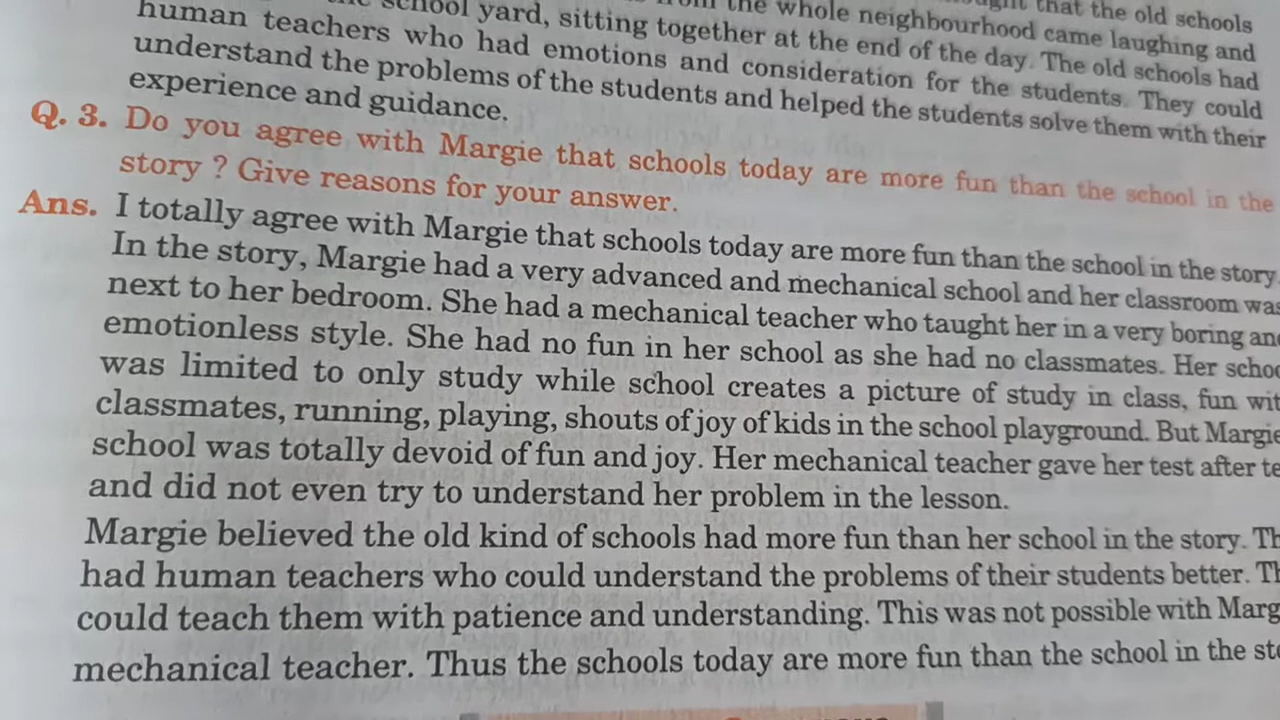 that the old schools
school yard, sitting together at the end of the day. The old schools had
the whole neighbourhood came laughing and
human teachers who had emotions and consideration for the students. They could
understand the problems of the students and helped the students solve them with their
experience and guidance.
Q. 3. Do you agree with Margie that schools today are more fun than the school in the
story ? Give reasons for your answer.
Ans. I totally agree with Margie that schools today are more fun than the school in the story.
In the story, Margie had a very advanced and mechanical school and her classroom was
next to her bedroom. She had a mechanical teacher who taught her in a very boring
emotionless style. She had no fun in her school as she had no classmates. Her
was limited to only study while school creates a picture of study in class, fun
classmates, running, playing, shouts of joy of kids in the school playground. But
school was totally devoid of fun and joy. Her mechanical teacher gave her test after
and did not even try to understand her problem in the lesson.
Margie believed the old kind of schools had more fun than her school in the story.
had human teachers who could understand the problems of their students better.
could teach them with patience and understanding. This was not possible with
mechanical teacher. Thus the schools today are more fun than the school in the